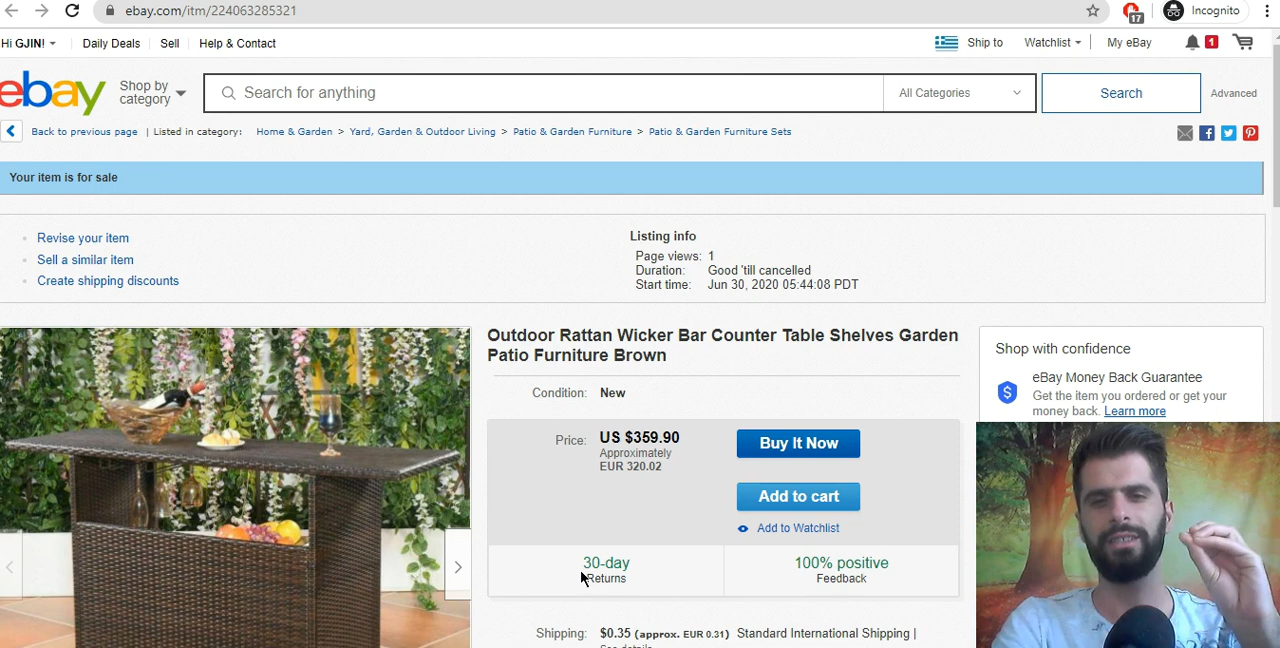 ebay.com/itm/224063285321
17
Incognito
Hi GJIN!
Daily Deals
Sell
Help & Contact
Ship to
Watchlist
My eBay
1
ebay
Shop by
category
Search for anything
All Categories
Search
Advanced
Back to previous page | Listed in category: Home & Garden > Yard, Garden & Outdoor Living > Patio & Garden Furniture > Patio & Garden Furniture Sets
Your item is for sale
Revise your item
Sell a similar item
Create shipping discounts
Listing info
Page views: 1
Duration: Good 'till cancelled
Start time: Jun 30, 2020 05:44:08 PDT
Outdoor Rattan Wicker Bar Counter Table Shelves Garden
Patio Furniture Brown
Condition: New
Price: US $359.90
Approximately
EUR 320.02
Buy It Now
Add to cart
Add to Watchlist
30-day
Returns
100% positive
Feedback
Shipping: $0.35 (approx. EUR 0.31) Standard International Shipping |
Shop with confidence
eBay Money Back Guarantee
Get the item you ordered or get your
money back. Learn more